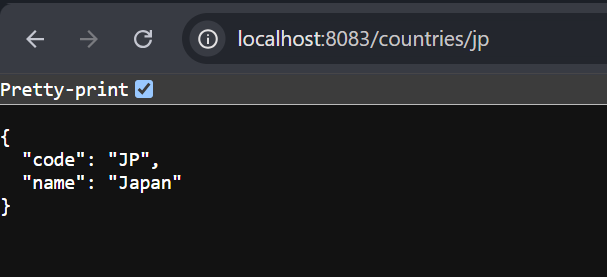 localhost:8083/countries/jp
Pretty-print
{
  "code": "JP",
  "name": "Japan"
}